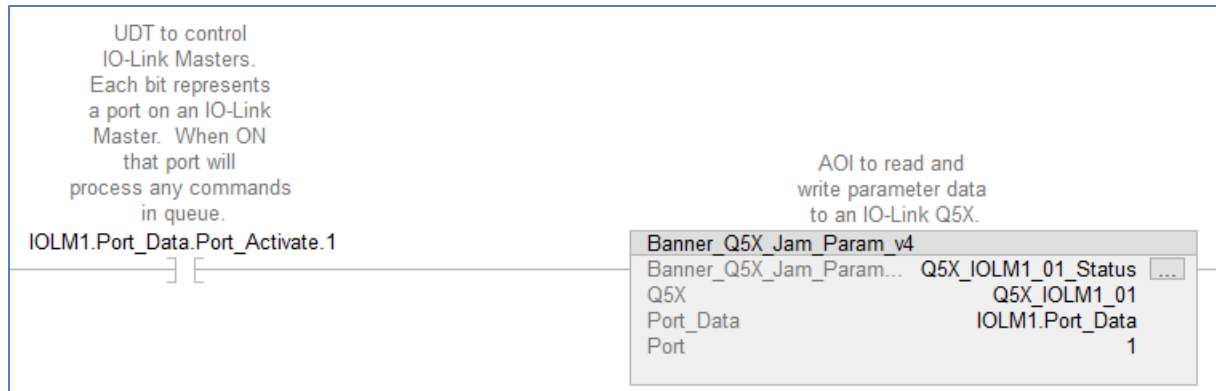 UDT to control
IO-Link Masters.
Each bit represents
a port on an IO-Link
Master. When ON
that port will
process any commands
in queue.
IOLM1.Port_Data.Port_Activate.1
AOI to read and
write parameter data
to an IO-Link Q5X.
Banner_Q5X_Jam_Param_v4
Banner_Q5X_Jam_Param... Q5X_IOLM1_01_Status ...
Q5X Q5X_IOLM1_01
Port_Data IOLM1.Port_Data
Port 1